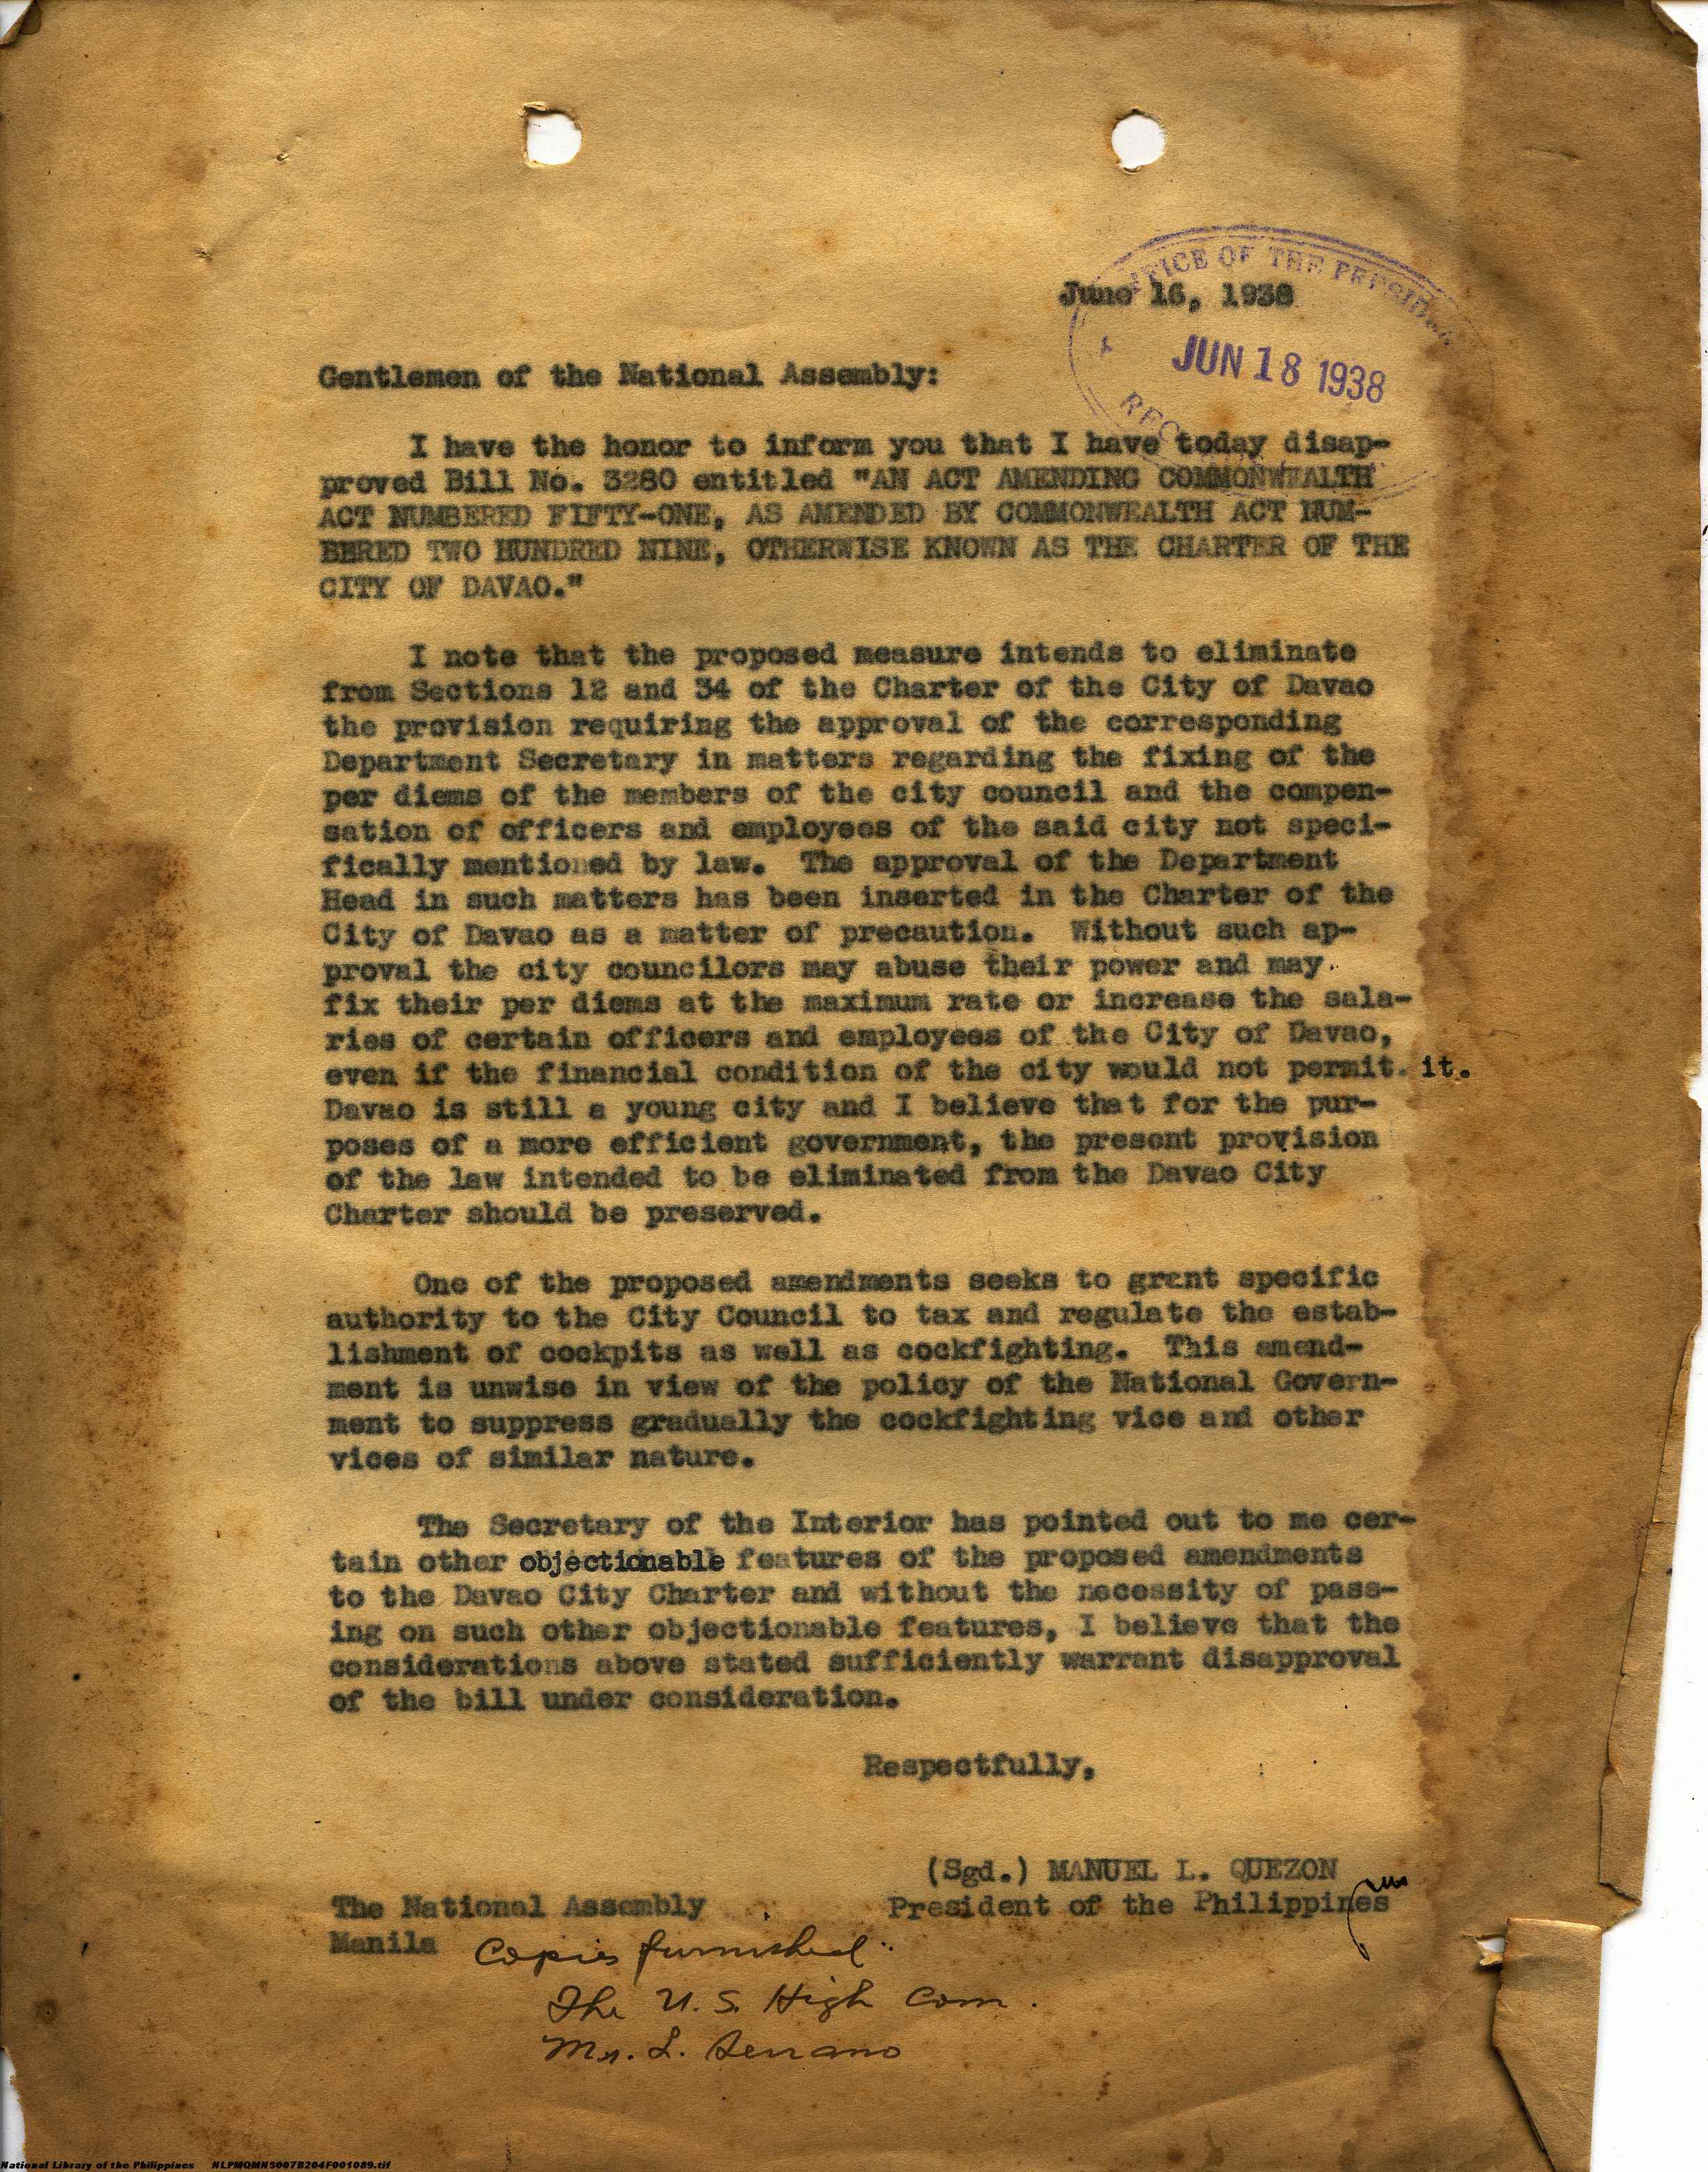 OFFICE OF THE PRESIDENT
June 16, 1938
JUN 18 1938
Gentlemen of the National Assembly:
I have the honor to inform you that I have today disap-
proved Bill No. 3280 entitled "AN ACT AMENDING COMMONWEALTH
ACT NUMBERED FIFTY-ONE, AS AMENDED BY COMMONWEALTH ACT NUM-
BERED TWO HUNDRED NINE, OTHERWISE KNOWN AS THE CHARTER OF THE
CITY OF DAVAO."
I note that the proposed measure intends to eliminate
from Sections 12 and 34 of the Charter of the City of Davao
the provision requiring the approval of the corresponding
Department Secretary in matters regarding the fixing of the
per diems of the members of the city council and the compen-
sation of officers and employees of the said city not speci-
fically mentioned by law. The approval of the Department
Head in such matters has been inserted in the Charter of the
City of Davao as a matter of precaution. Without such ap-
proval the city councilors may abuse their power and may
fix their per diems at the maximum rate or increase the sala-
ries of certain officers and employees of the City of Davao,
even if the financial condition of the city would not permit. it.
Davao is still a young city and I believe that for the pur-
poses of a more efficient government, the present provision
of the law intended to be eliminated from the Davao City
Charter should be preserved.
One of the proposed amendments seeks to grant specific
authority to the City Council to tax and regulate the estab-
lishment of cockpits as well as cockfighting. This amend-
ment is unwise in view of the policy of the National Govern-
ment to suppress gradually the cockfighting vice and other
vices of similar nature.
The Secretary of the Interior has pointed out to me cer-
tain other objectionable features of the proposed amendments
to the Davao City Charter and without the necessity of pass-
ing on such other objectionable features, I believe that the
considerations above stated sufficiently warrant disapproval
of the bill under consideration.
Respectfully,
(Sgd.) MANUEL L. QUEZON
President of the Philippines
The National Assembly
Manila
Copies furnished:
The U.S. High Com.
Mr. L. Serrano
National Library of the Philippines NLPMQMNS007B204F001089.tif